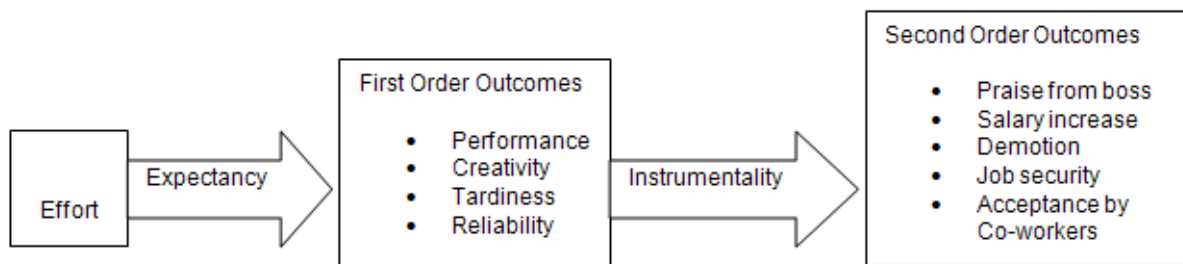 Effort
Expectancy
First Order Outcomes
• Performance
• Creativity
• Tardiness
• Reliability
Instrumentality
Second Order Outcomes
• Praise from boss
• Salary increase
• Demotion
• Job security
• Acceptance by
Co-workers